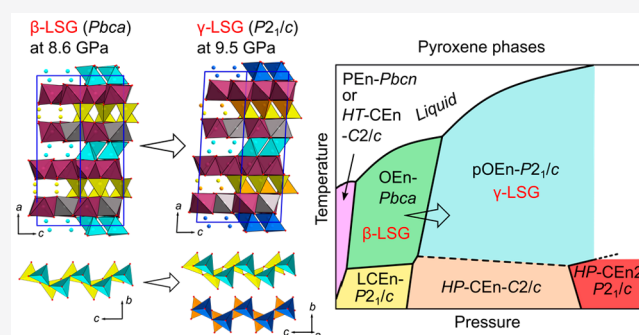 β-LSG (Pbca)
at 8.6 GPa
γ-LSG (P2₁/c)
at 9.5 GPa
a
c
a
c
b
c
b
c
Pyroxene phases
PEn-Pbcn
or
HT-CEn
-C2/c
Liquid
OEn-
Pbca
β-LSG
pOEn-P2₁/c
γ-LSG
LCEn-
P2₁/c
HP-CEn-C2/c
HP-CEn2
P2₁/c
Temperature
Pressure